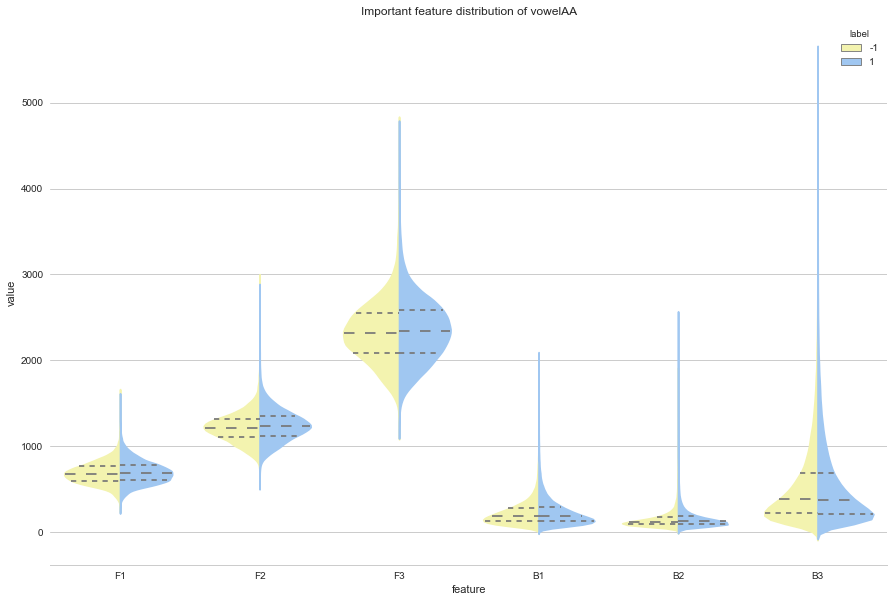 Important feature distribution of vowelAA
label
-1
1
5000
4000
3000
2000
1000
0
value
F1 F2 F3 B1 B2 B3
feature